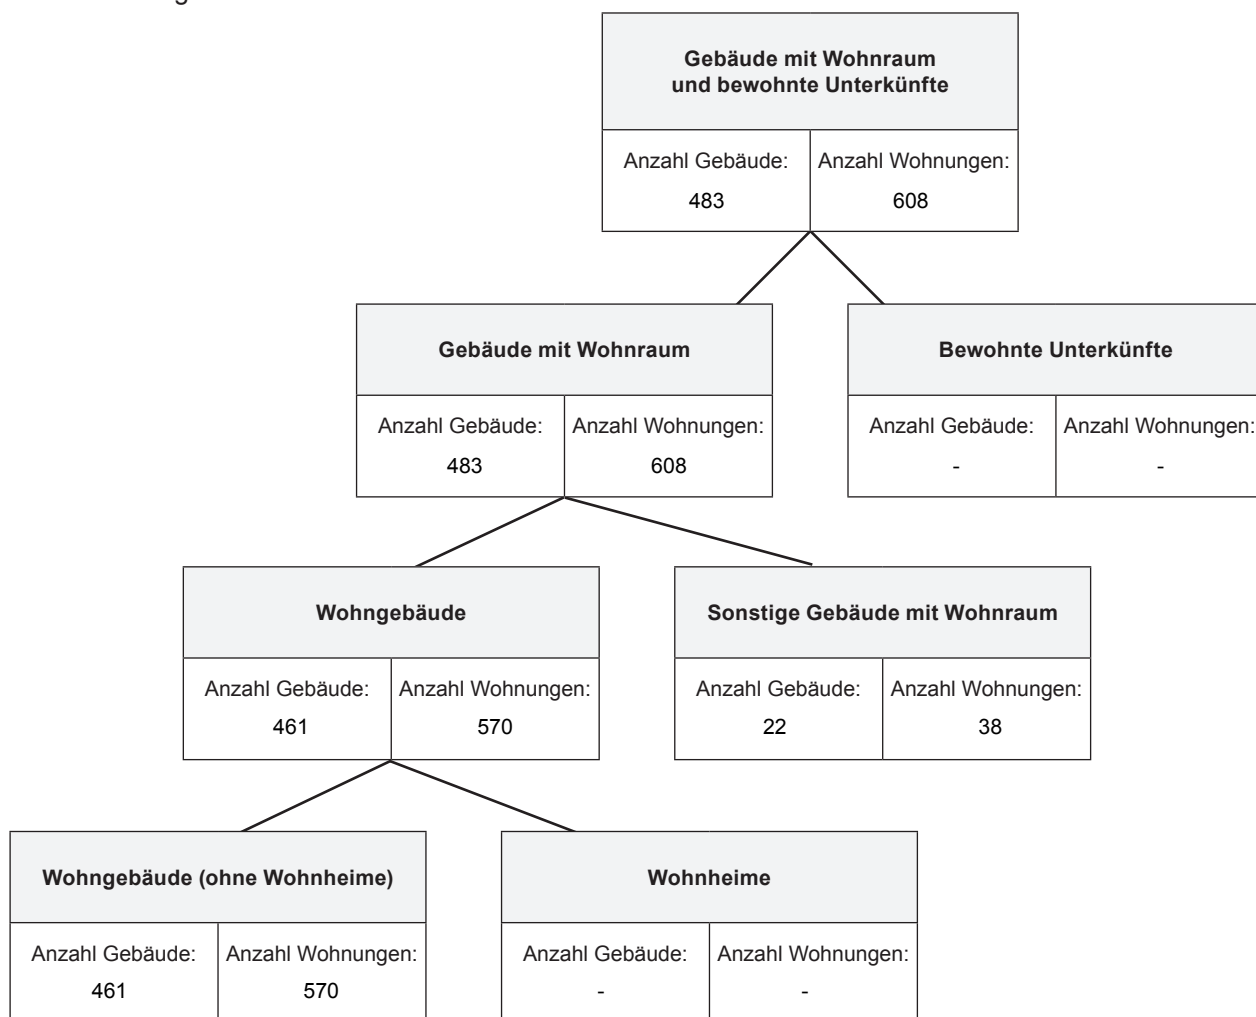 Gebäude mit Wohnraum
und bewohnte Unterkünfte
Anzahl Gebäude: Anzahl Wohnungen:
483 608
Gebäude mit Wohnraum
Anzahl Gebäude: Anzahl Wohnungen:
483 608
Bewohnte Unterkünfte
Anzahl Gebäude: Anzahl Wohnungen:
- -
Wohngebäude
Anzahl Gebäude: Anzahl Wohnungen:
461 570
Sonstige Gebäude mit Wohnraum
Anzahl Gebäude: Anzahl Wohnungen:
22 38
Wohngebäude (ohne Wohnheime)
Anzahl Gebäude: Anzahl Wohnungen:
461 570
Wohnheime
Anzahl Gebäude: Anzahl Wohnungen:
- -